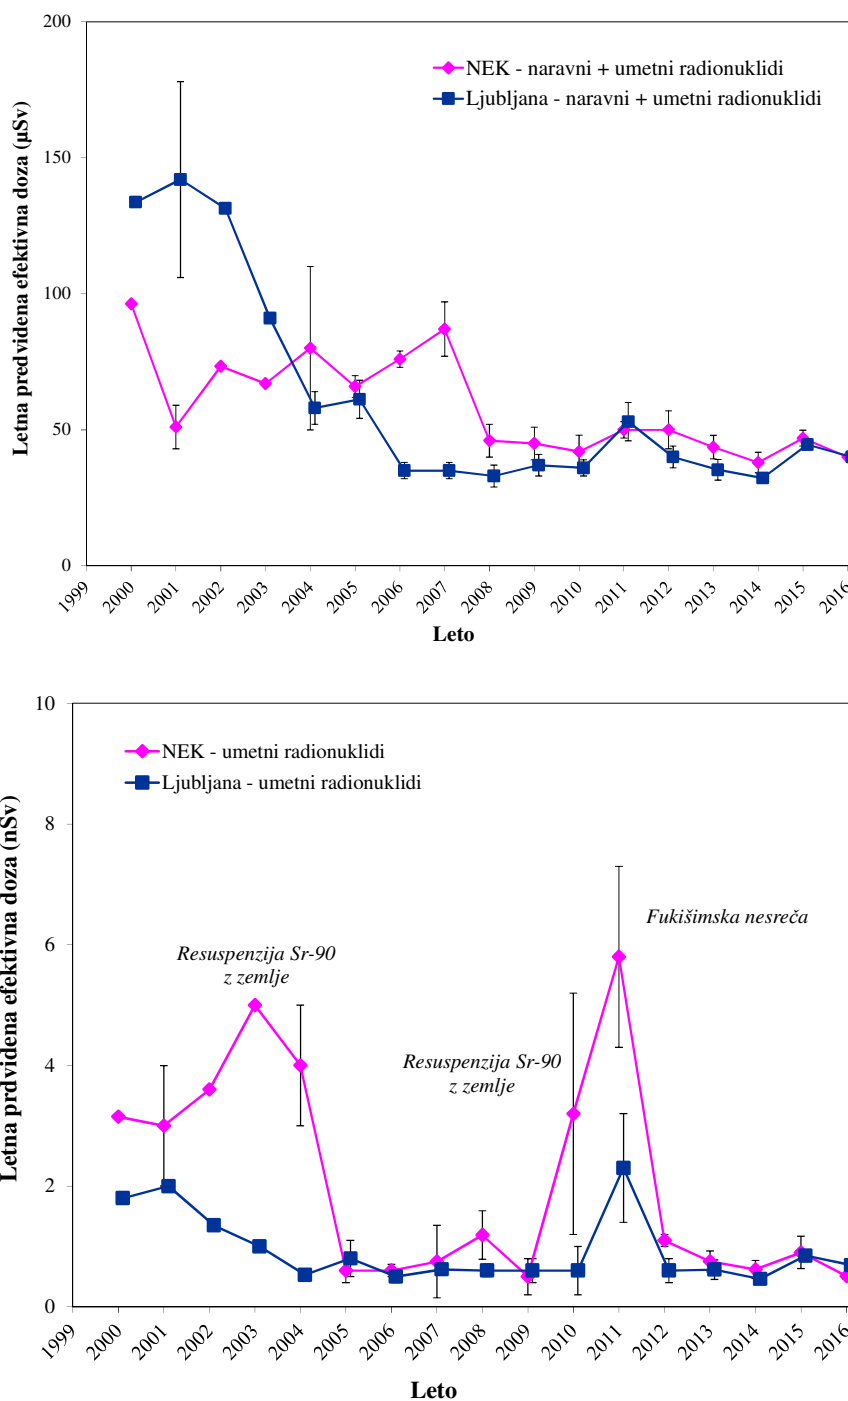 200
NEK - naravni + umetni radionuklidi
Ljubljana - naravni + umetni radionuklidi
150
100
50
0
Letna predvidena efektivna doza (μSv)
1999 2000 2001 2002 2003 2004 2005 2006 2007 2008 2009 2010 2011 2012 2013 2014 2015 2016
Leto
10
NEK - umetni radionuklidi
Ljubljana - umetni radionuklidi
8
Fukišimska nesreča
Resuspenzija Sr-90
z zemlje
6
Resuspenzija Sr-90
z zemlje
4
2
0
Letna prdvidena efektivna doza (nSv)
1999 2000 2001 2002 2003 2004 2005 2006 2007 2008 2009 2010 2011 2012 2013 2014 2015 2016
Leto